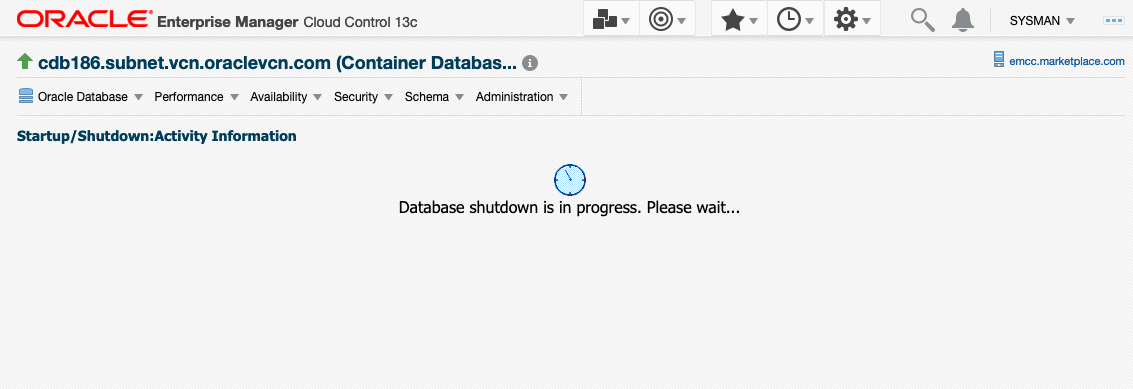 ORACLE® Enterprise Manager Cloud Control 13c SYSMAN
cdb186.subnet.vcn.oraclevcn.com (Container Databas... i emcc.marketplace.com
Oracle Database Performance Availability Security Schema Administration
Startup/Shutdown:Activity Information
Database shutdown is in progress. Please wait...